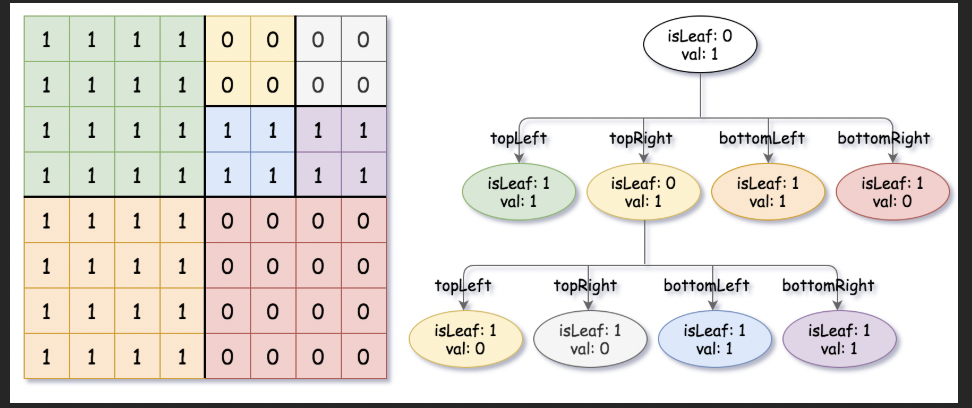 1 1 1 1 0 0 0 0
1 1 1 1 0 0 0 0
1 1 1 1 1 1 1 1
1 1 1 1 1 1 1 1
1 1 1 1 0 0 0 0
1 1 1 1 0 0 0 0
1 1 1 1 0 0 0 0
1 1 1 1 0 0 0 0
isLeaf: 0
val: 1
topLeft topRight bottomLeft bottomRight
isLeaf: 1 isLeaf: 0 isLeaf: 1 isLeaf: 1
val: 1 val: 1 val: 1 val: 0
topLeft topRight bottomLeft bottomRight
isLeaf: 1 isLeaf: 1 isLeaf: 1 isLeaf: 1
val: 0 val: 0 val: 1 val: 1